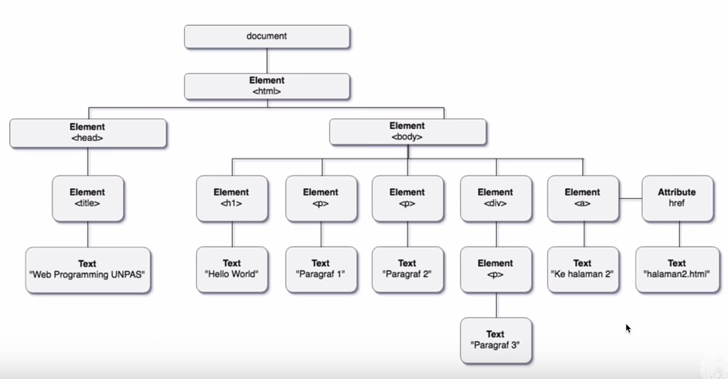 document
Element
<html>
Element
<head>
Element
<body>
Element
<title>
Element
<h1>
Element
<p>
Element
<p>
Element
<div>
Element
<a>
Attribute
href
Text
"Web Programming UNPAS"
Text
"Hello World"
Text
"Paragraf 1"
Text
"Paragraf 2"
Element
<p>
Text
"Ke halaman 2"
Text
"halaman2.html"
Text
"Paragraf 3"